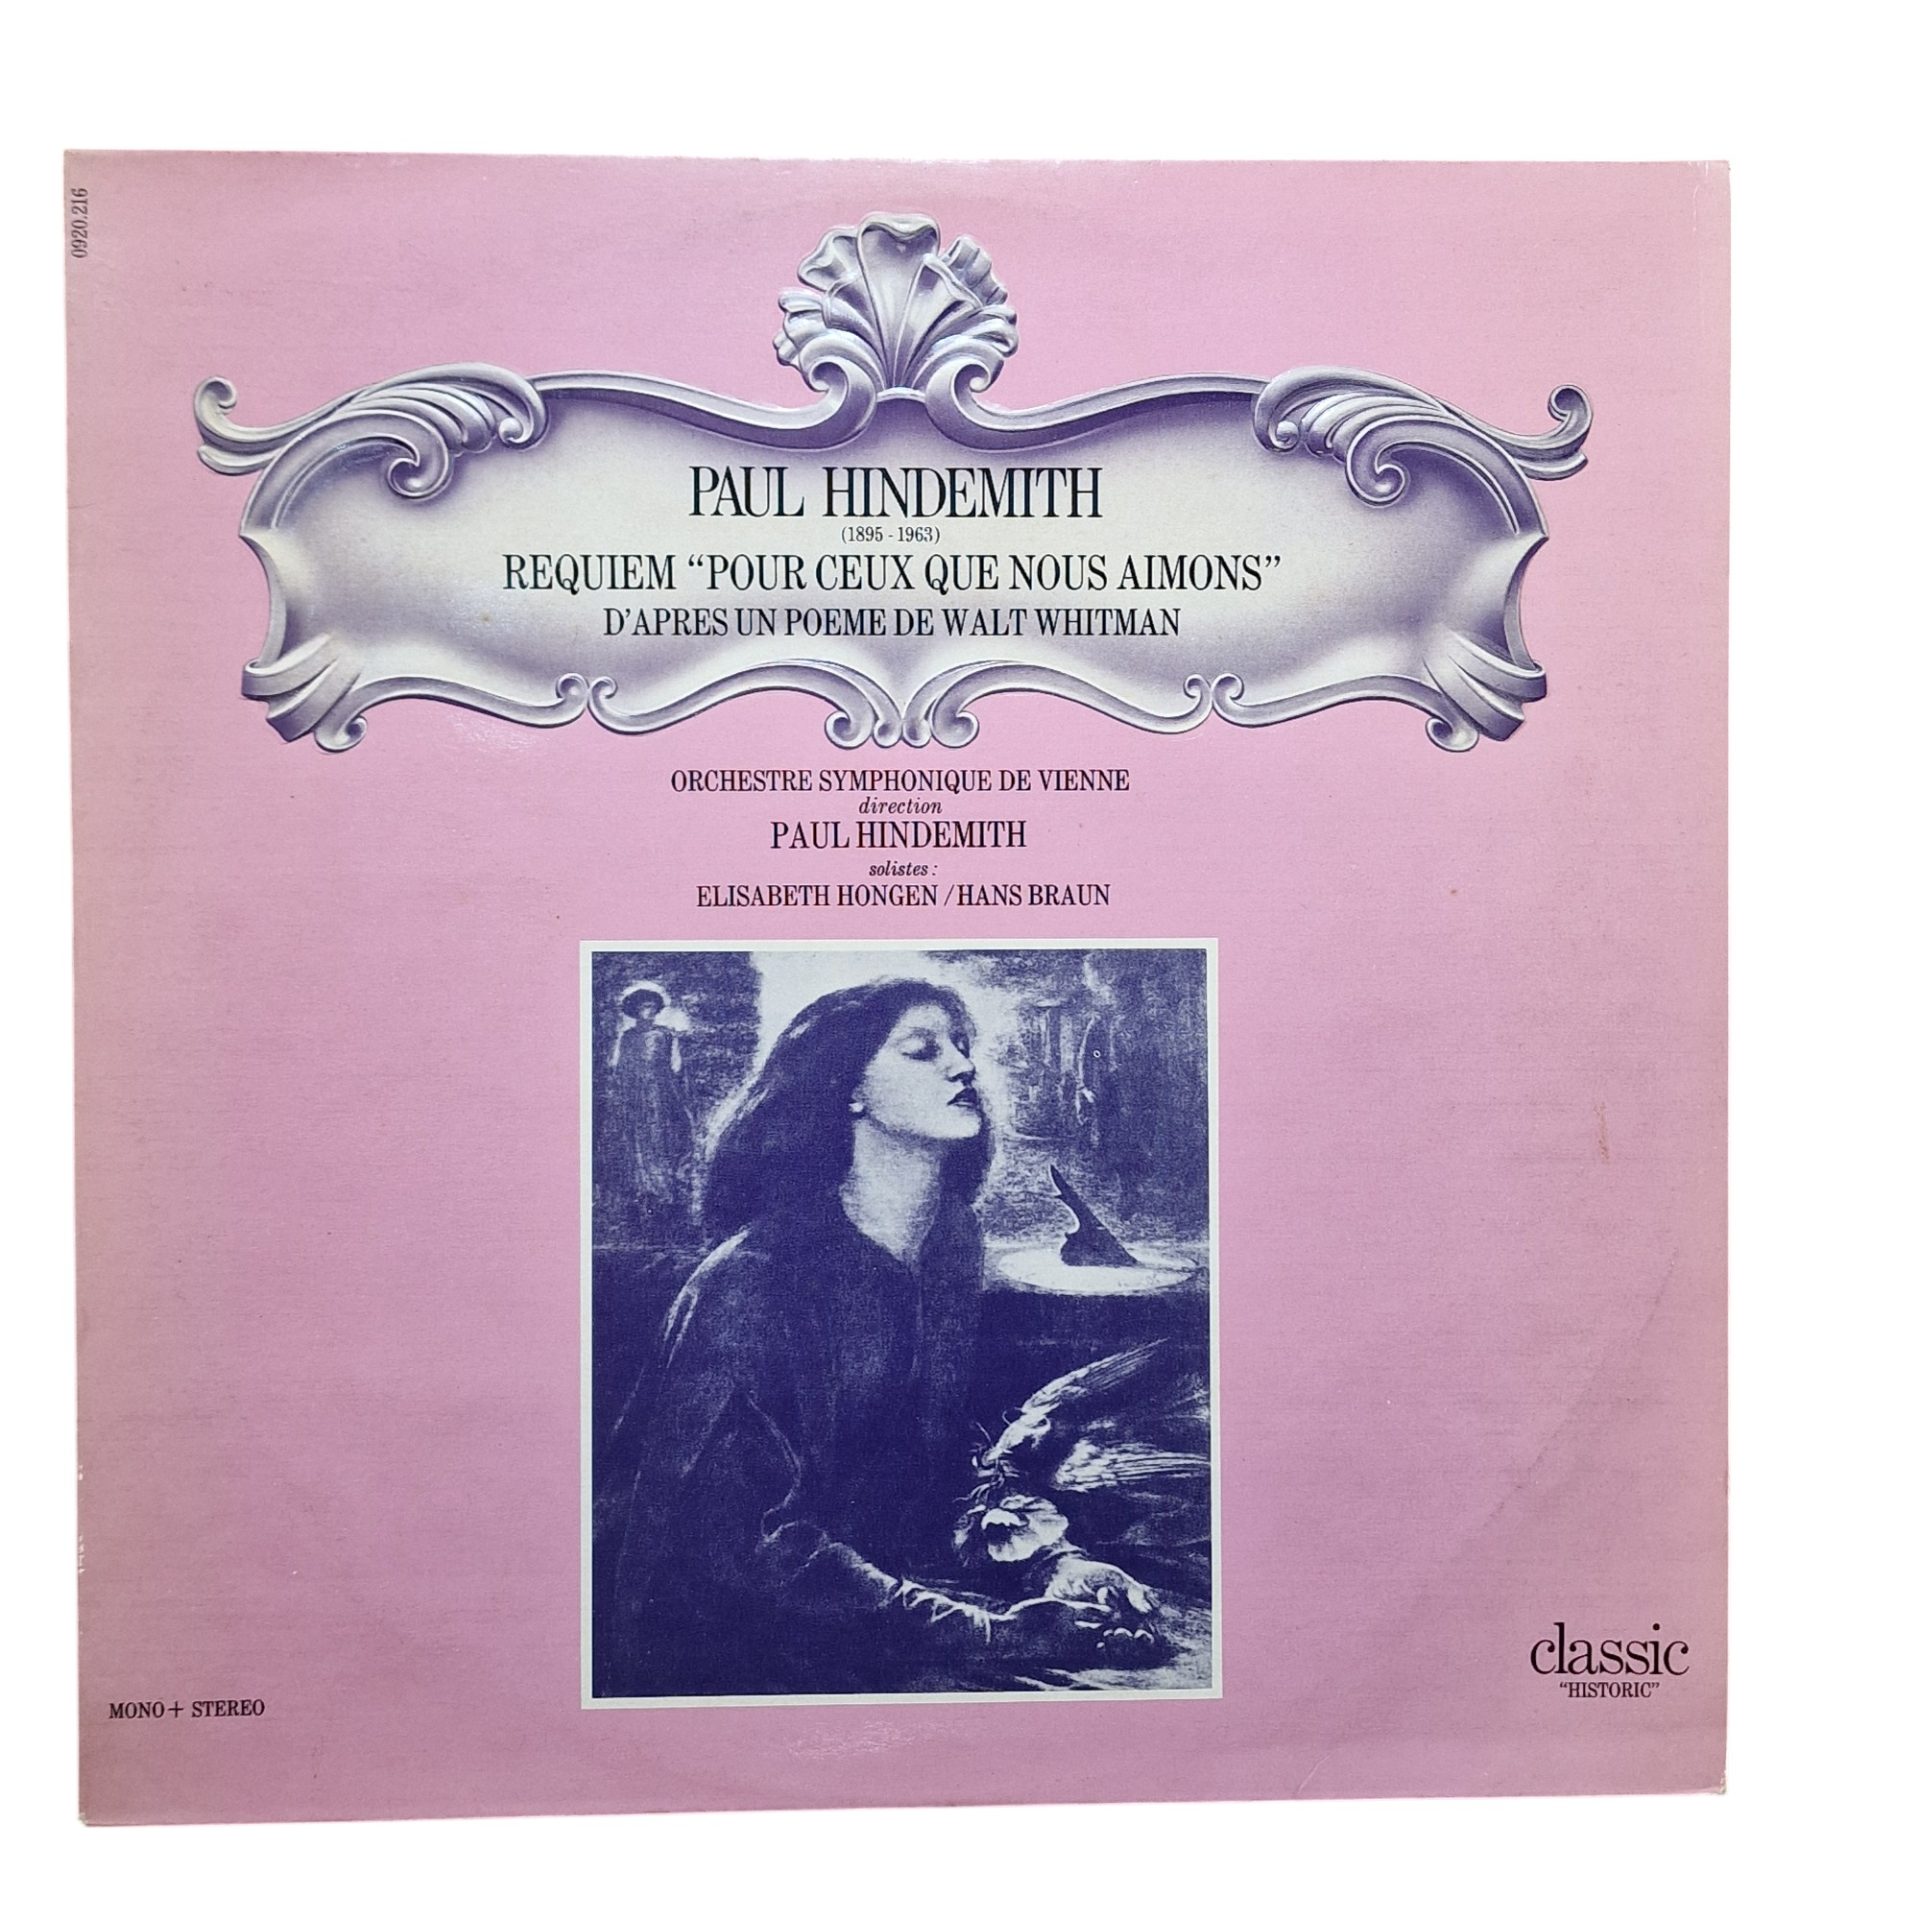 0920.216
PAUL HINDEMITH
(1895 - 1963)
REQUIEM “POUR CEUX QUE NOUS AIMONS”
D’APRES UN POEME DE WALT WHITMAN
ORCHESTRE SYMPHONIQUE DE VIENNE
direction
PAUL HINDEMITH
solistes :
ELISABETH HONGEN / HANS BRAUN
MONO + STEREO
classic
“HISTORIC”